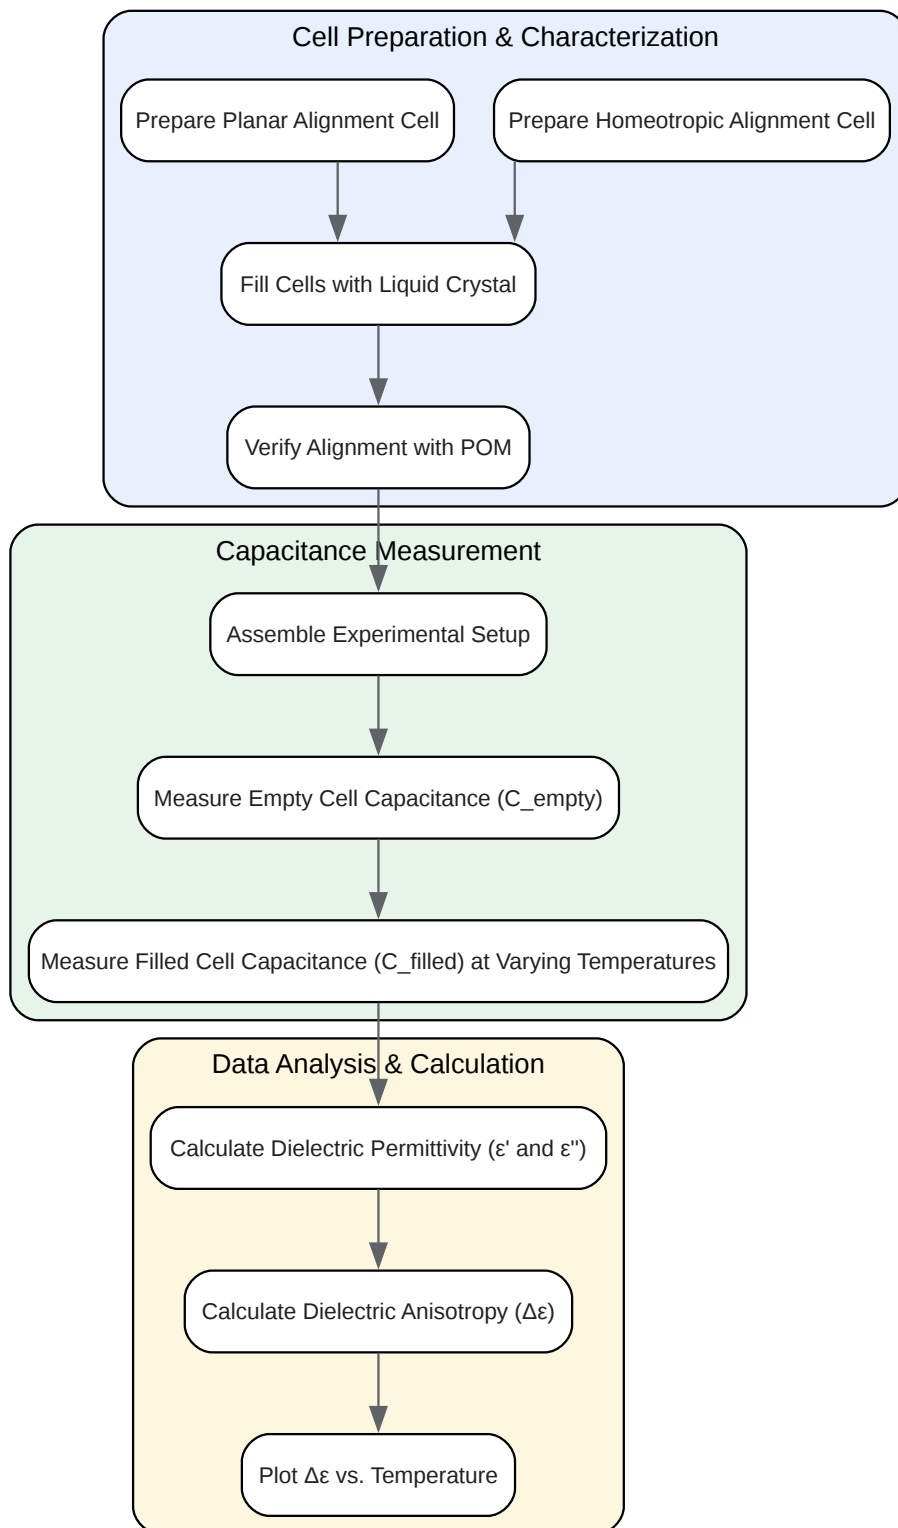 Cell Preparation & Characterization
Prepare Planar Alignment Cell
Prepare Homeotropic Alignment Cell
Fill Cells with Liquid Crystal
Verify Alignment with POM
Capacitance Measurement
Assemble Experimental Setup
Measure Empty Cell Capacitance (C_empty)
Measure Filled Cell Capacitance (C_filled) at Varying Temperatures
Data Analysis & Calculation
Calculate Dielectric Permittivity (ε' and ε'')
Calculate Dielectric Anisotropy (Δε)
Plot Δε vs. Temperature